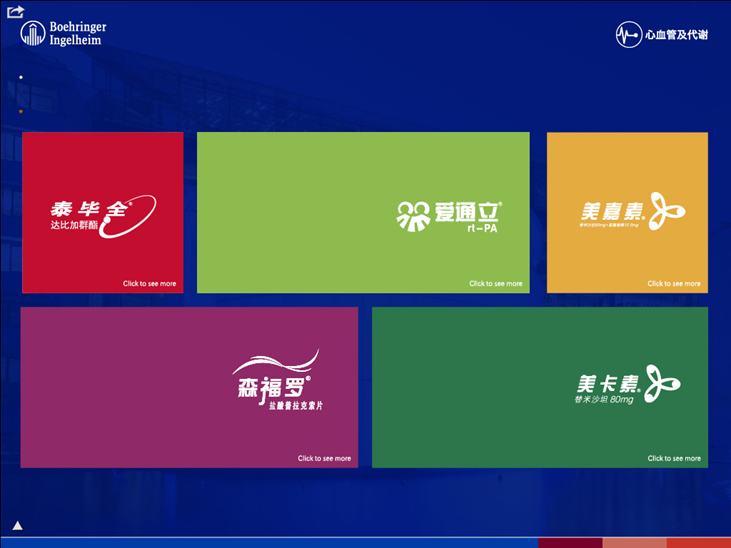 Boehringer
Ingelheim
心血管及代谢
泰毕全®
达比加群酯
Click to see more
爱通立®
rt-PA
Click to see more
美嘉素®
Click to see more
森福罗®
盐酸普拉克索片
Click to see more
美卡素®
替米沙坦 80mg
Click to see more